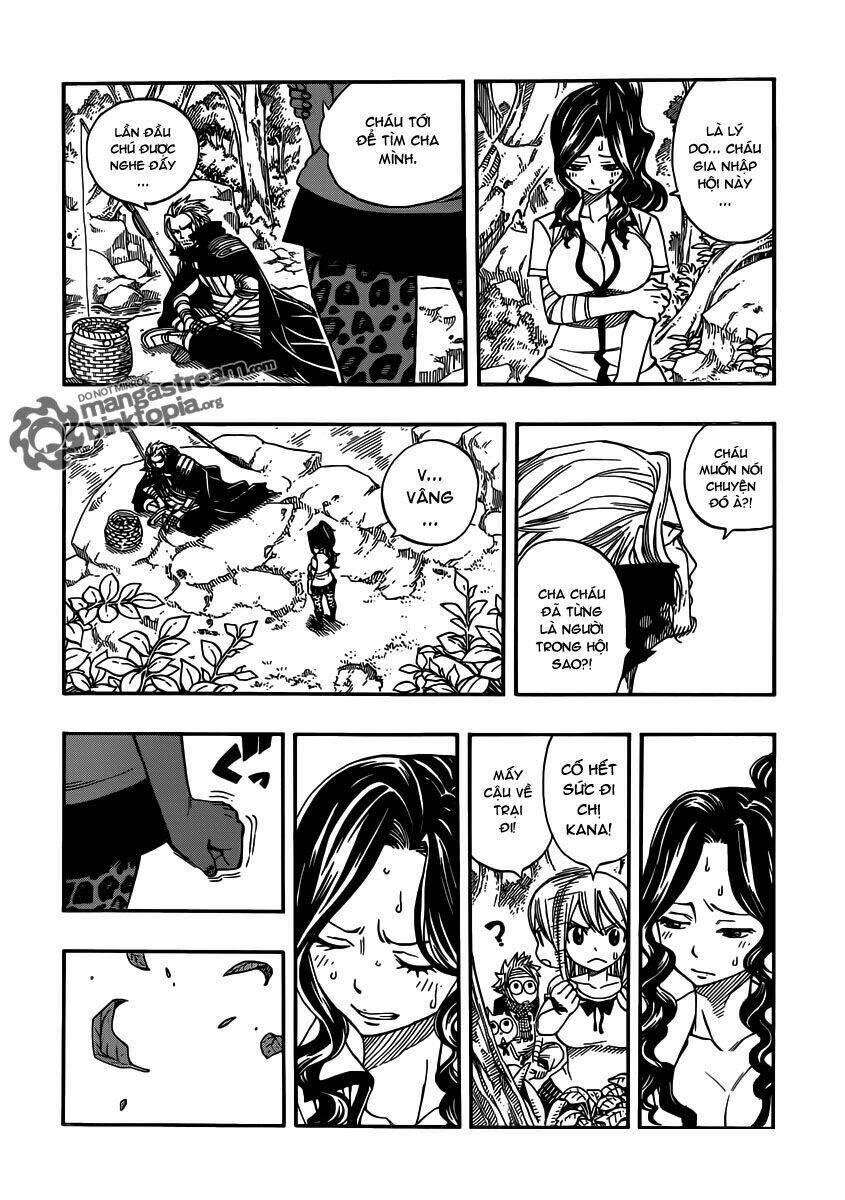 LÀ LÝ
DO... CHÁU
GIA NHẬP
HỘI NÀY
...
CHÁU TỚI
ĐỂ TÌM CHA
MÌNH.
LẦN ĐẦU
CHÚ ĐƯỢC
NGHE ĐẤY
...
DO NOT MIRROR
mangastream.com
binktopia.org
CHÁU
MUỐN NÓI
CHUYỆN
ĐÓ À?!
CHA CHÁU
ĐÃ TỪNG
LÀ NGƯỜI
TRONG HỘI
SAO?!
V...
VÂNG
...
CỐ HẾT
SỨC ĐI
CHỊ
KANA!
MẤY
CẬU VỀ
TRẠI
ĐI!
?
ぐっ